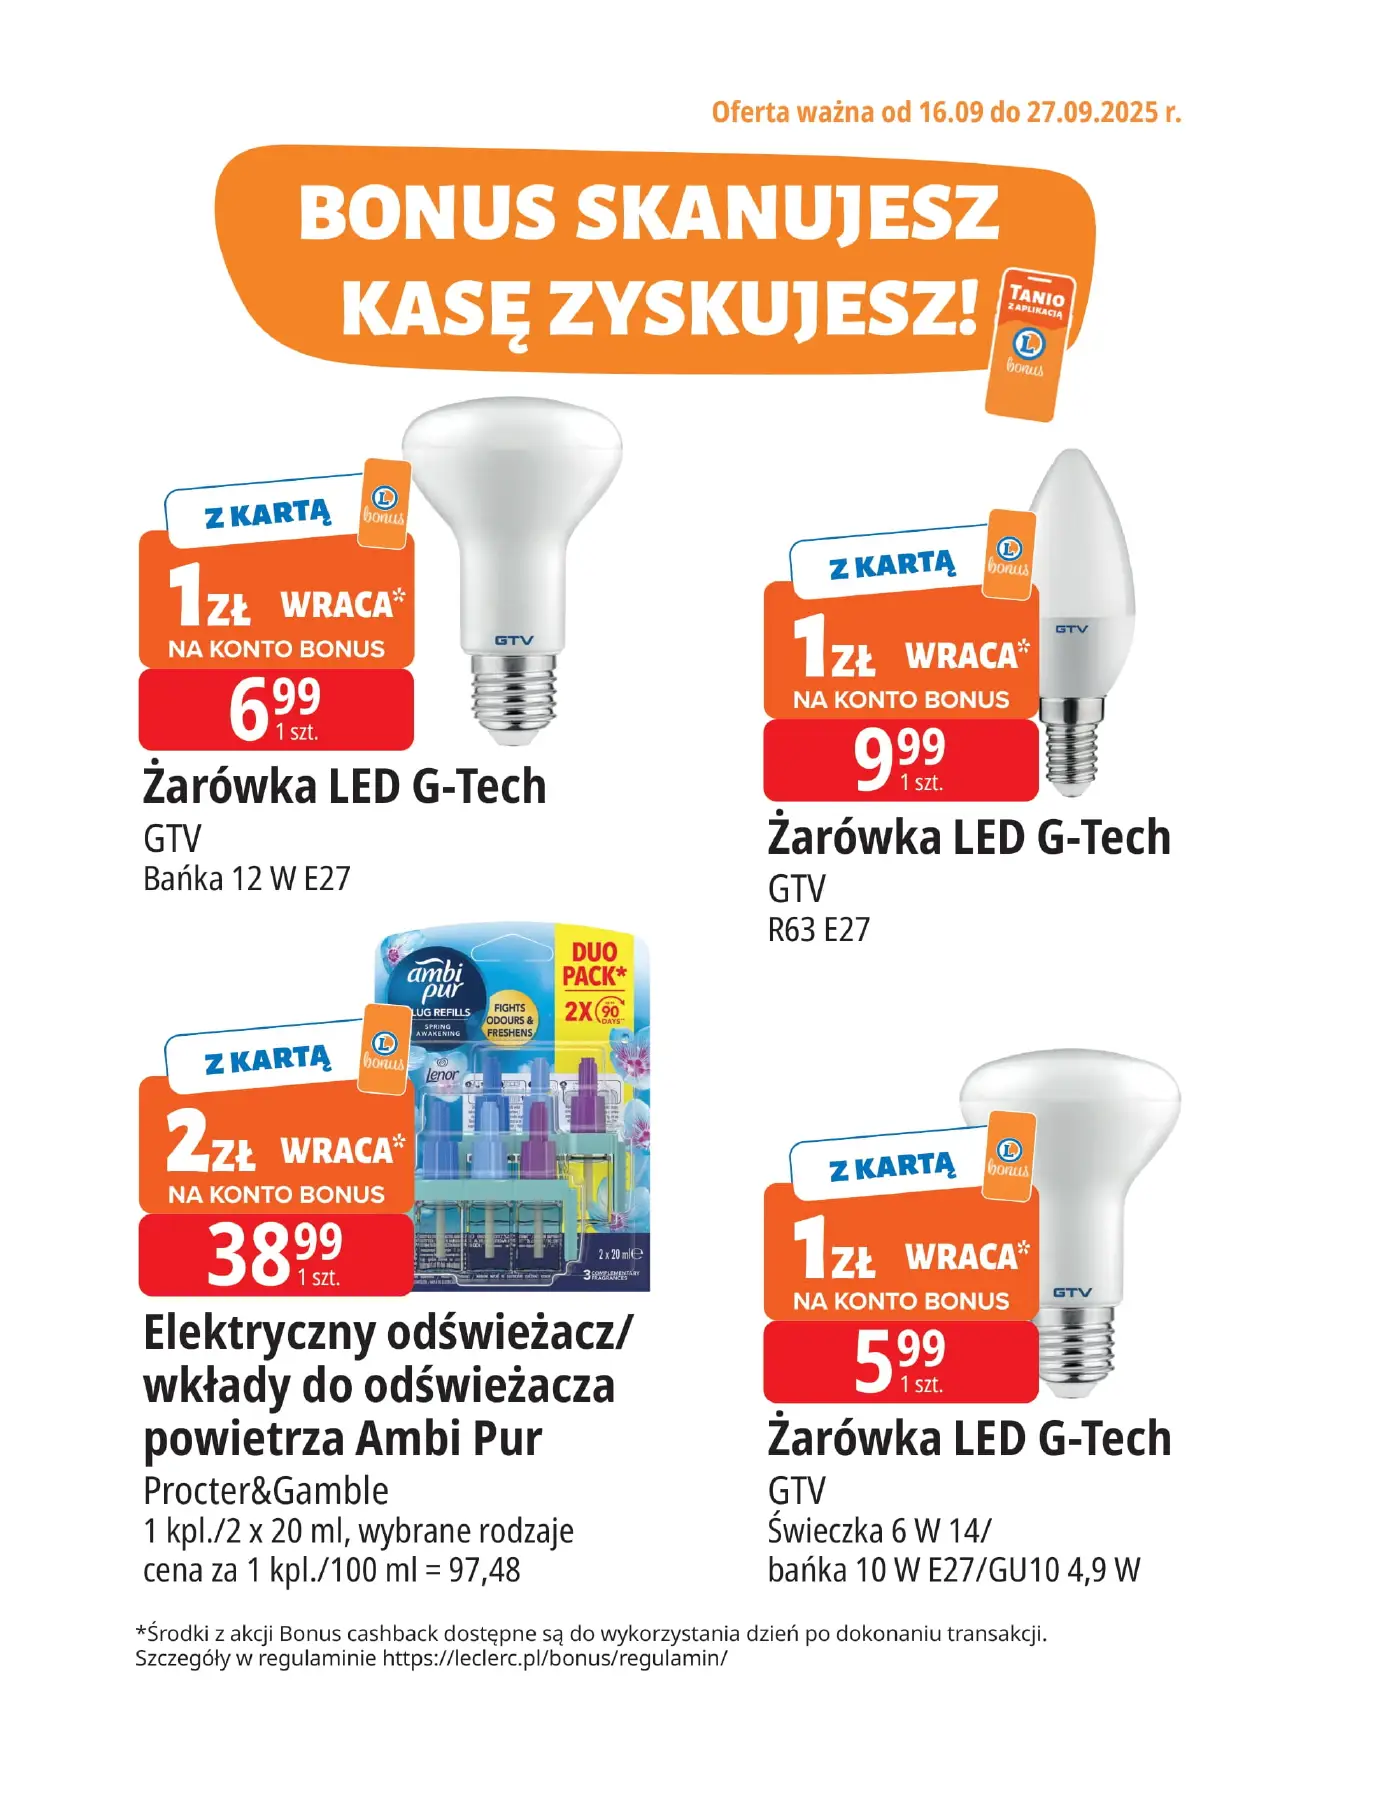 Oferta ważna od 16.09 do 27.09.2025 r.
BONUS SKANUJESZ
KASĘ ZYSKUJESZ!
TANIO
Z APLIKACJĄ
L
bonus
Z KARTĄ
L
bonus
1 ZŁ WRACA*
NA KONTO BONUS
6 99
1 szt.
GTV
Żarówka LED G-Tech
GTV
Bańka 12 W E27
Z KARTĄ
L
bonus
1 ZŁ WRACA*
NA KONTO BONUS
9 99
1 szt.
GTV
Żarówka LED G-Tech
GTV
R63 E27
Z KARTĄ
L
bonus
2 ZŁ WRACA*
NA KONTO BONUS
38 99
1 szt.
ambi
pur
LUG REFILLS
SPRING
AWAKENING
FIGHTS
ODOURS &
FRESHENS
DUO
PACK*
2X
90
DAYS
Lenor
2 x 20 ml e
3 COMPLEMENTARY
FRAGRANCES
Elektryczny odświeżacz/
wkłady do odświeżacza
powietrza Ambi Pur
Procter&Gamble
1 kpl./2 x 20 ml, wybrane rodzaje
cena za 1 kpl./100 ml = 97,48
Z KARTĄ
L
bonus
1 ZŁ WRACA*
NA KONTO BONUS
5 99
1 szt.
GTV
Żarówka LED G-Tech
GTV
Świeczka 6 W 14/
bańka 10 W E27/GU10 4,9 W
*Środki z akcji Bonus cashback dostępne są do wykorzystania dzień po dokonaniu transakcji.
Szczegóły w regulaminie https://leclerc.pl/bonus/regulamin/